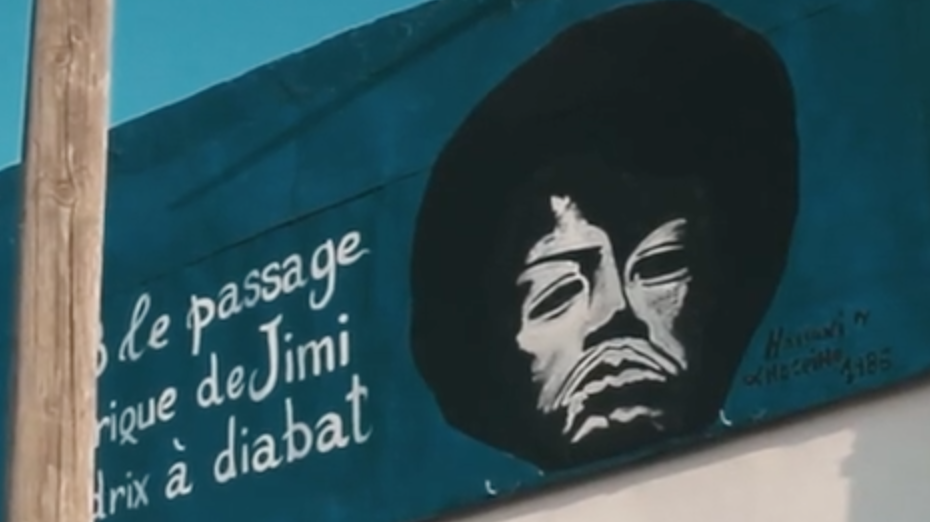 le passage
rique de Jimi
drix à diabat